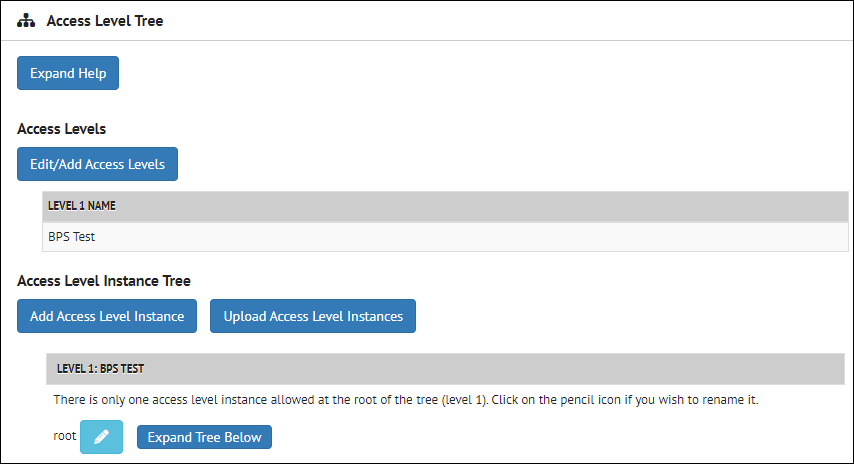 Access Level Tree
Expand Help
Access Levels
Edit/Add Access Levels
LEVEL 1 NAME
BPS Test
Access Level Instance Tree
Add Access Level Instance Upload Access Level Instances
LEVEL 1: BPS TEST
There is only one access level instance allowed at the root of the tree (level 1). Click on the pencil icon if you wish to rename it.
root Expand Tree Below